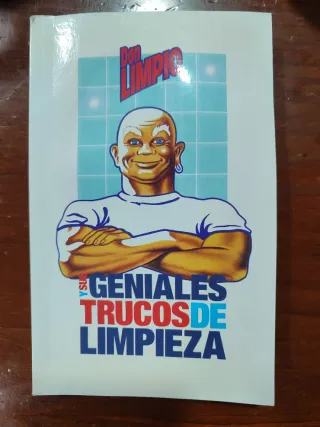 Don
LIMPIO
Y SUS GENIALES
TRUCOS DE
LIMPIEZA